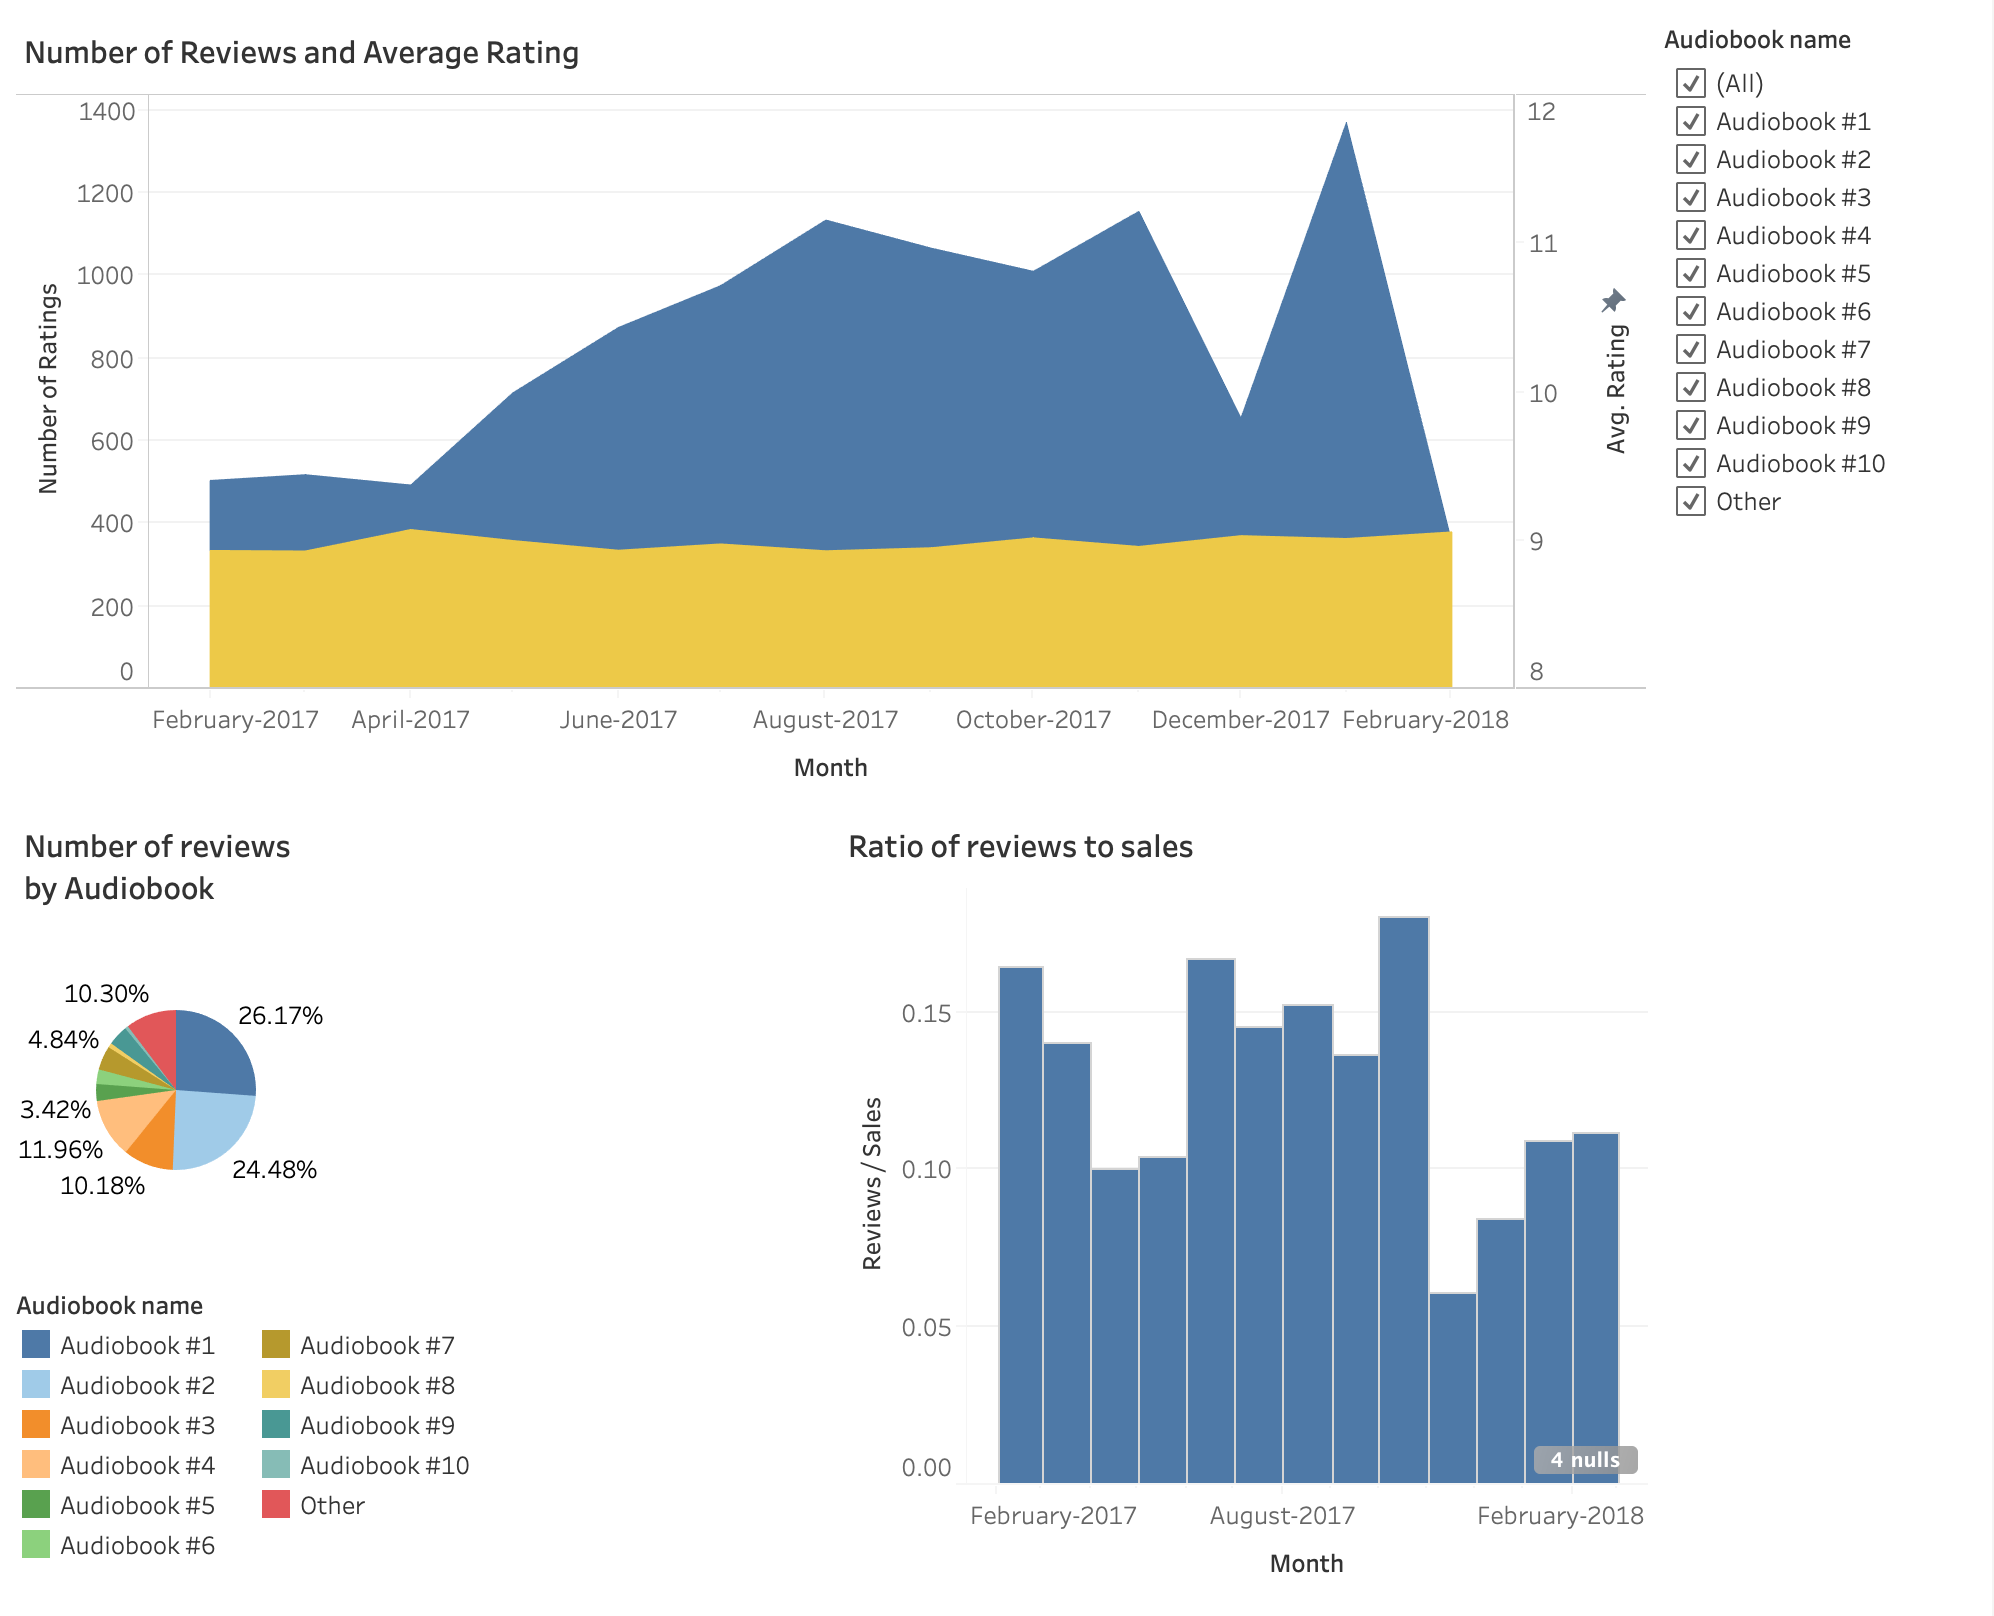 Number of Reviews and Average Rating
1400
1200
1000
800
600
400
200
0
Number of Ratings
12
11
10
9
8
Avg. Rating
February-2017 April-2017 June-2017 August-2017 October-2017 December-2017 February-2018
Month
Audiobook name
(All)
Audiobook #1
Audiobook #2
Audiobook #3
Audiobook #4
Audiobook #5
Audiobook #6
Audiobook #7
Audiobook #8
Audiobook #9
Audiobook #10
Other
Number of reviews
by Audiobook
10.30%
26.17%
4.84%
3.42%
11.96%
10.18%
24.48%
Audiobook name
Audiobook #1
Audiobook #2
Audiobook #3
Audiobook #4
Audiobook #5
Audiobook #6
Audiobook #7
Audiobook #8
Audiobook #9
Audiobook #10
Other
Ratio of reviews to sales
0.15
0.10
0.05
0.00
Reviews / Sales
4 nulls
February-2017 August-2017 February-2018
Month